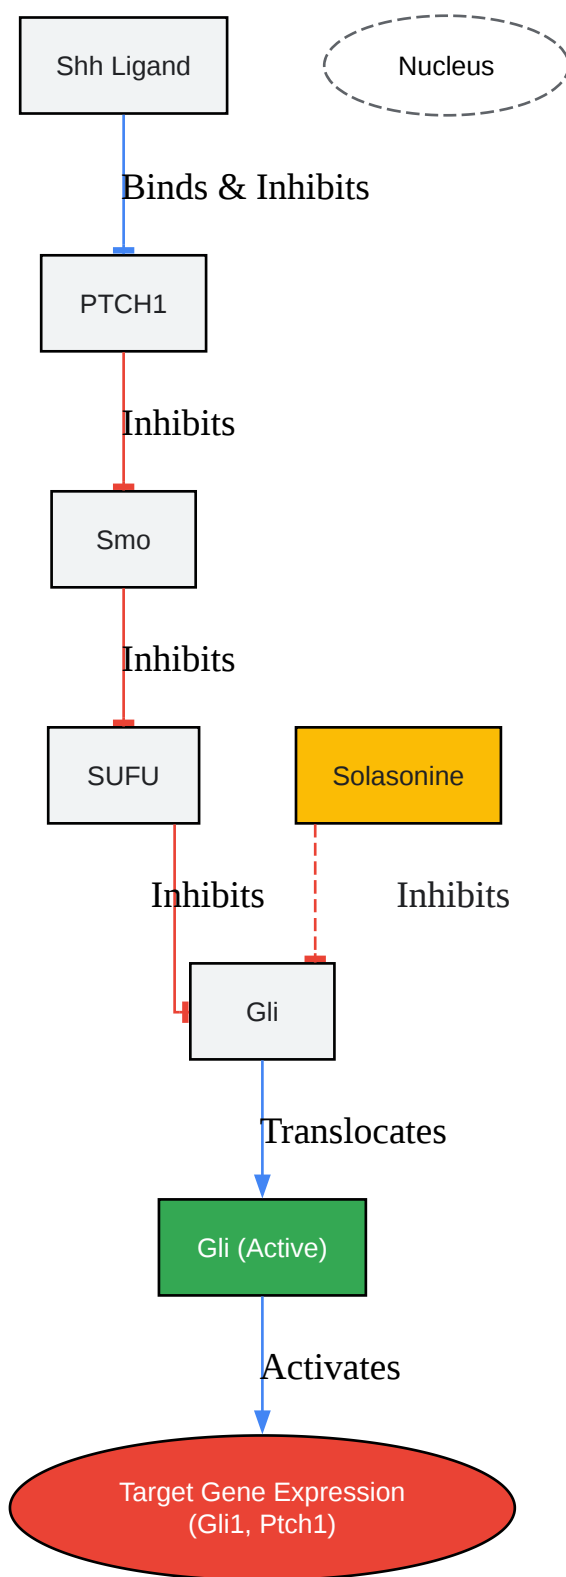 Shh Ligand
Nucleus
Binds & Inhibits
PTCH1
Inhibits
Smo
Inhibits
SUFU
Solasonine
Inhibits
Inhibits
Gli
Translocates
Gli (Active)
Activates
Target Gene Expression
(Gli1, Ptch1)